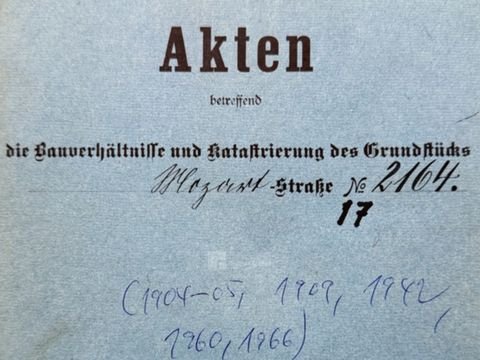 Akten
betreffend
die Bauverhältnisse und Katastrierung des Grundstücks
Mozart-Straße № 2164.
17
(1904-05, 1909, 1942,
1960, 1966)